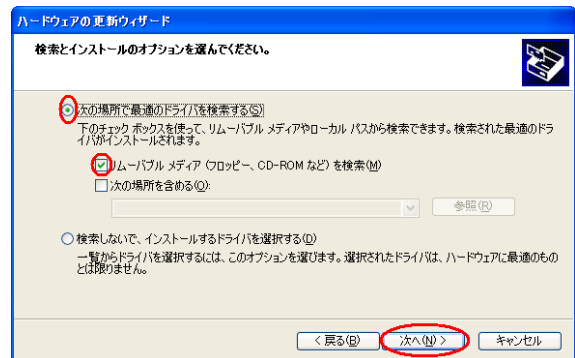 ハードウェアの更新ウィザード
検索とインストールのオプションを選んでください。
次の場所で最適のドライバを検索する(S)
下のチェック ボックスを使って、リムーバブル メディアやローカル パスから検索できます。検索された最適のドラ
イバがインストールされます。
リムーバブル メディア (フロッピー、CD-ROM など) を検索(M)
次の場所を含める(O):
参照(R)
検索しないで、インストールするドライバを選択する(D)
一覧からドライバを選択するには、このオプションを選びます。選択されたドライバは、ハードウェアに最適のもの
とは限りません。
< 戻る(B) 次へ(N) > キャンセル